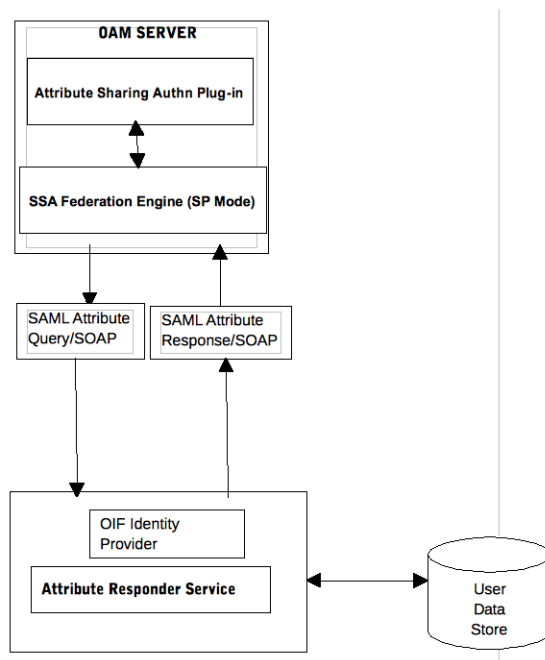 OAM SERVER
Attribute Sharing Authn Plug-in
SSA Federation Engine (SP Mode)
SAML Attribute
Query/SOAP
SAML Attribute
Response/SOAP
OIF Identity
Provider
Attribute Responder Service
User
Data
Store